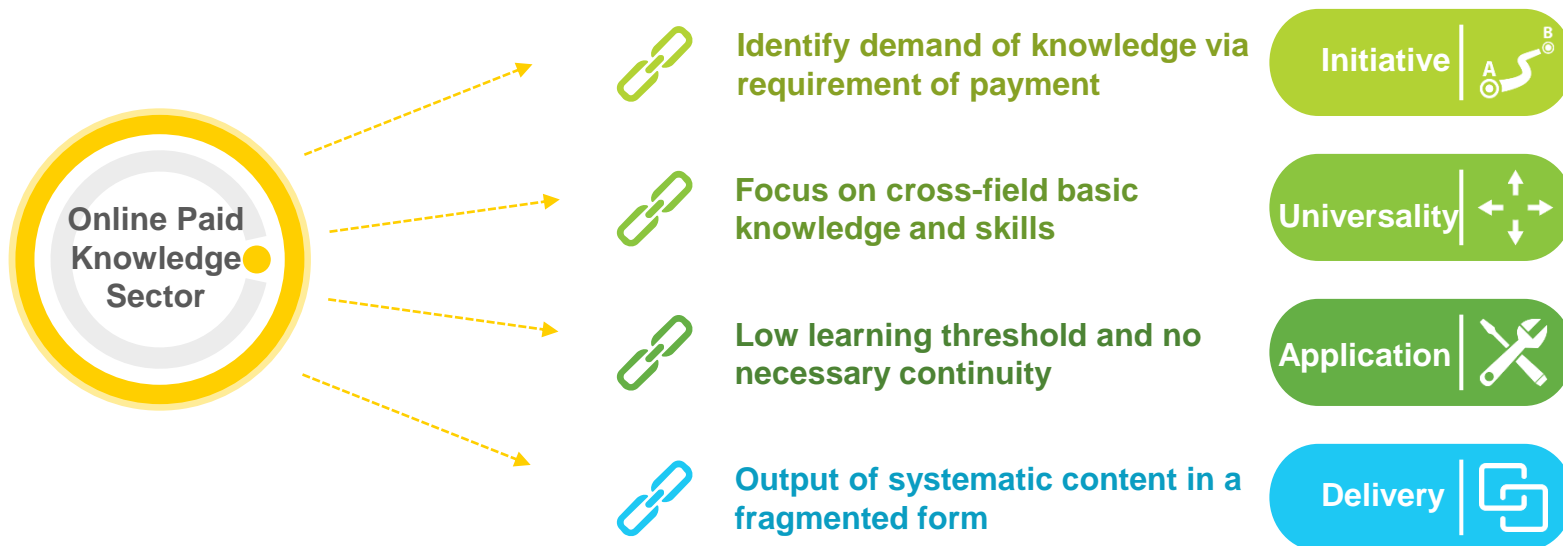 Online Paid
Knowledge
Sector
Identify demand of knowledge via
requirement of payment
Initiative
A
B
Focus on cross-field basic
knowledge and skills
Universality
Low learning threshold and no
necessary continuity
Application
Output of systematic content in a
fragmented form
Delivery